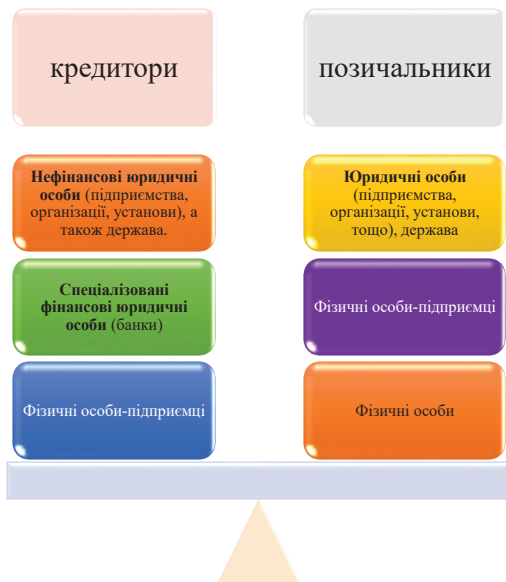 кредитори
позичальники
Нефінансові юридичні
особи (підприємства,
організації, установи), а
також держава.
Юридичні особи
(підприємства,
організації, установи,
тощо), держава
Спеціалізовані
фінансові юридичні
особи (банки)
Фізичні особи-підприємці
Фізичні особи-підприємці
Фізичні особи